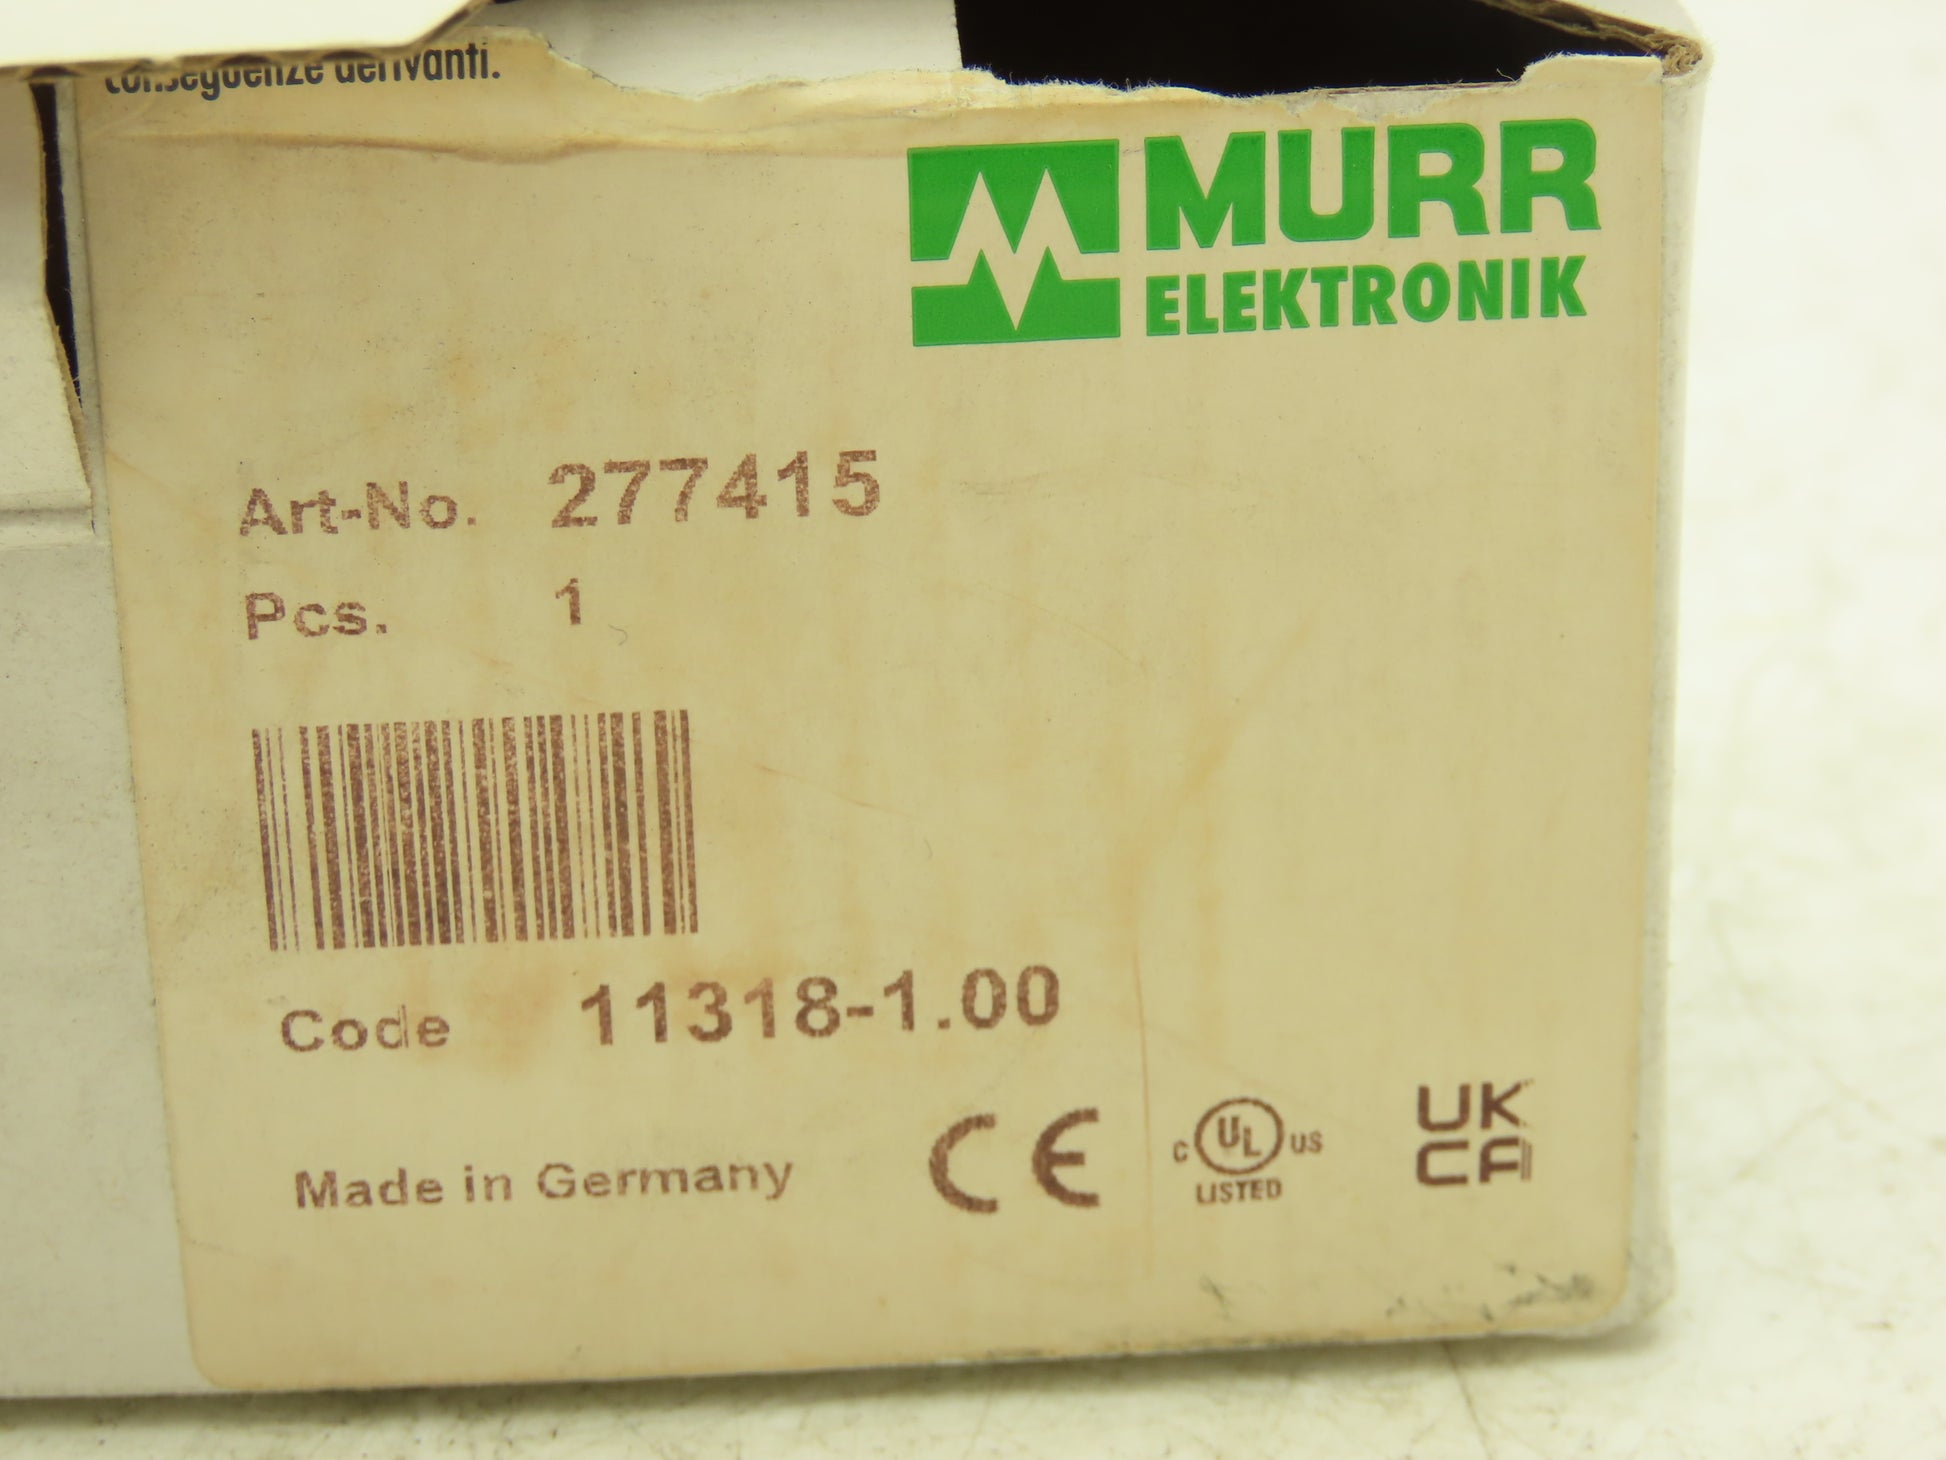 conseguenze derivanti.
MURR
ELEKTRONIK
Art-No. 277415
Pcs. 1
Code 11318-1.00
Made in Germany CE C UL US LISTED UK CA